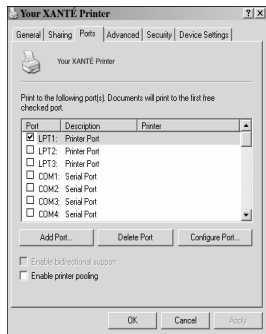 Your XANTÉ Printer
General Sharing Ports Advanced Security Device Settings
Your XANTÉ Printer
Print to the following port(s). Documents will print to the first free
checked port.
Port Description Printer
LPT1: Printer Port
LPT2: Printer Port
LPT3: Printer Port
COM1: Serial Port
COM2: Serial Port
COM3: Serial Port
COM4: Serial Port
Add Port... Delete Port Configure Port...
Enable bidirectional support
Enable printer pooling
OK Cancel Apply